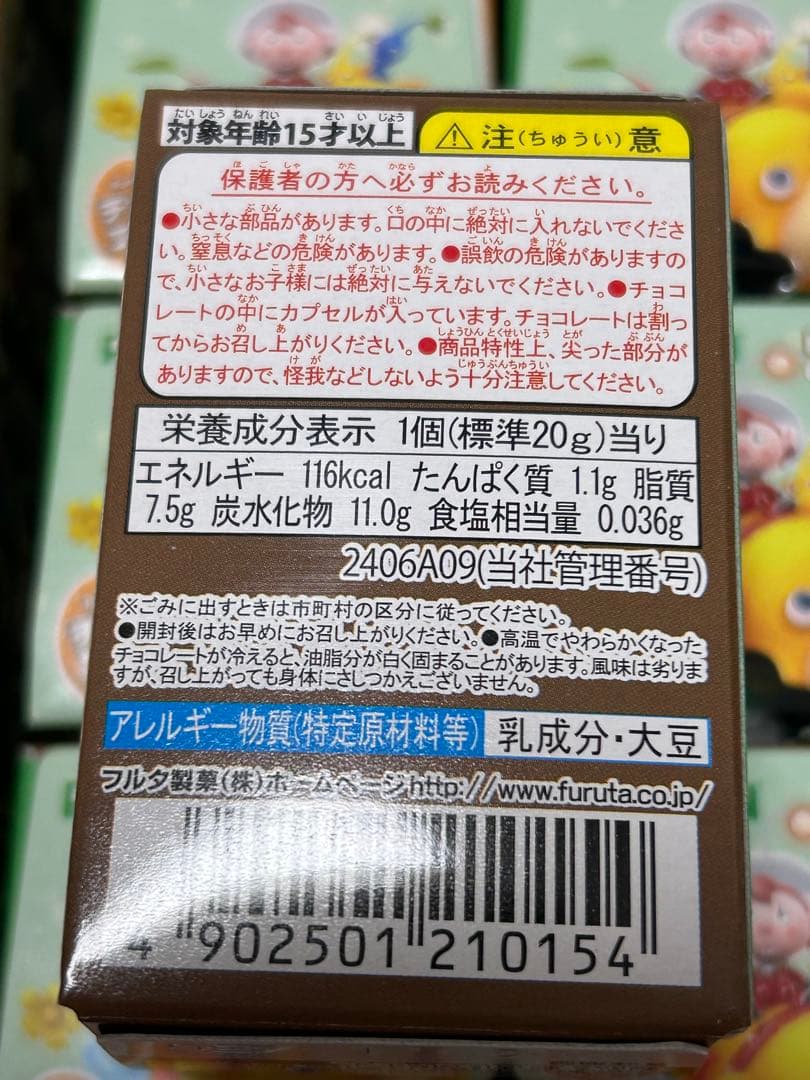 対象年齢15才以上
⚠注(ちゅうい)意
保護者の方へ必ずお読みください。
●小さな部品があります。口の中に絶対に入れないでくださ
い。窒息などの危険があります。●誤飲の危険がありますの
で、小さなお子様には絶対に与えないでください。●チョコ
レートの中にカプセルが入っています。チョコレートは割っ
てからお召し上がりください。●商品特性上、尖った部分が
ありますので、怪我などしないよう十分注意してください。
栄養成分表示 1個(標準20g)当り
エネルギー 116kcal たんぱく質 1.1g 脂質
7.5g 炭水化物 11.0g 食塩相当量 0.036g
2406A09(当社管理番号)
※ごみに出すときは市町村の区分に従ってください。
●開封後はお早めにお召し上がりください。●高温でやわらかくなった
チョコレートが冷えると、油脂分が白く固まることがあります。風味は劣りま
すが、召し上がっても身体にさしつかえございません。
アレルギー物質(特定原材料等) 乳成分・大豆
フルタ製菓(株)ホームページhttp://www.furuta.co.jp/
4 902501 210154